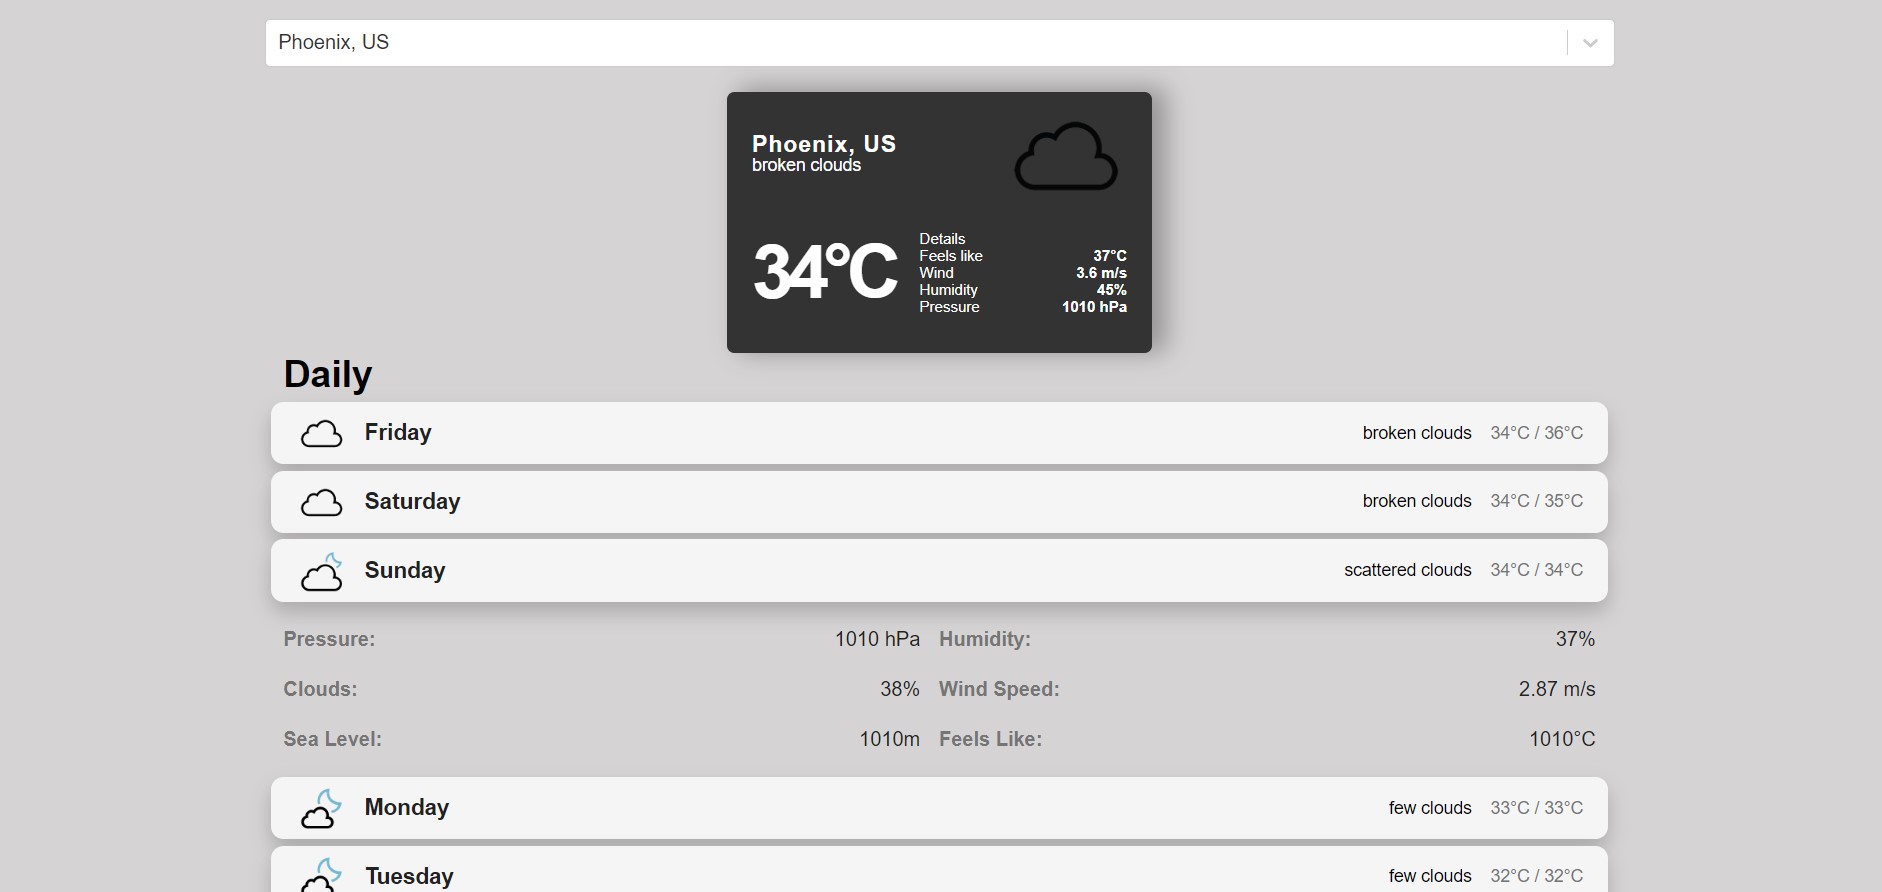 Phoenix, US
Phoenix, US
broken clouds
34°C
Details
Feels like 37°C
Wind 3.6 m/s
Humidity 45%
Pressure 1010 hPa
Daily
Friday broken clouds 34°C / 36°C
Saturday broken clouds 34°C / 35°C
Sunday scattered clouds 34°C / 34°C
Pressure: 1010 hPa Humidity: 37%
Clouds: 38% Wind Speed: 2.87 m/s
Sea Level: 1010m Feels Like: 1010°C
Monday few clouds 33°C / 33°C
Tuesday few clouds 32°C / 32°C